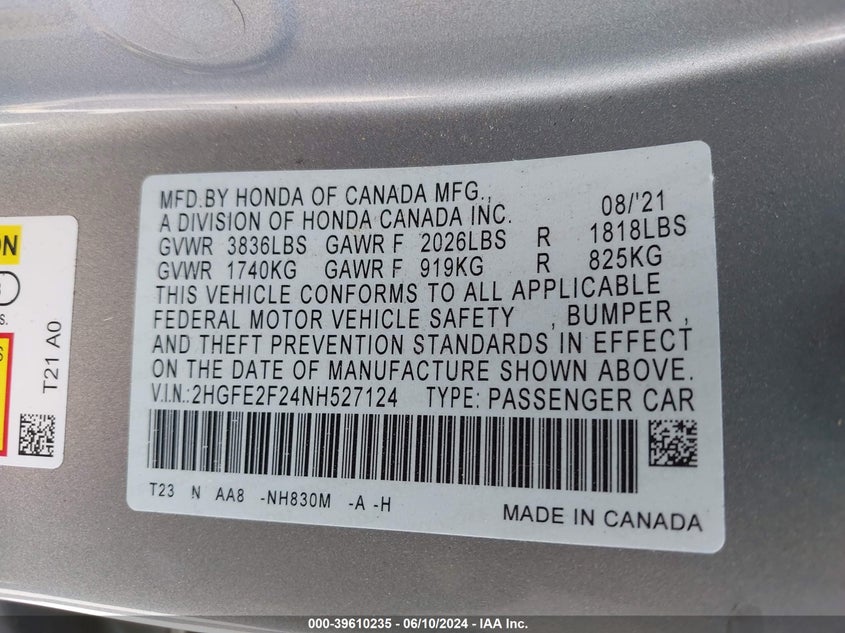 MFD.BY HONDA OF CANADA MFG.,
A DIVISION OF HONDA CANADA INC. 08/'21
GVWR 3836LBS GAWR F 2026LBS R 1818LBS
GVWR 1740KG GAWR F 919KG R 825KG
THIS VEHICLE CONFORMS TO ALL APPLICABLE
FEDERAL MOTOR VEHICLE SAFETY , BUMPER ,
AND THEFT PREVENTION STANDARDS IN EFFECT
ON THE DATE OF MANUFACTURE SHOWN ABOVE.
V.I.N.:2HGFE2F24NH527124 TYPE: PASSENGER CAR
T23 N AA8 -NH830M -A -H
MADE IN CANADA
T21 A0
000-39610235 - 06/10/2024 - IAA Inc.